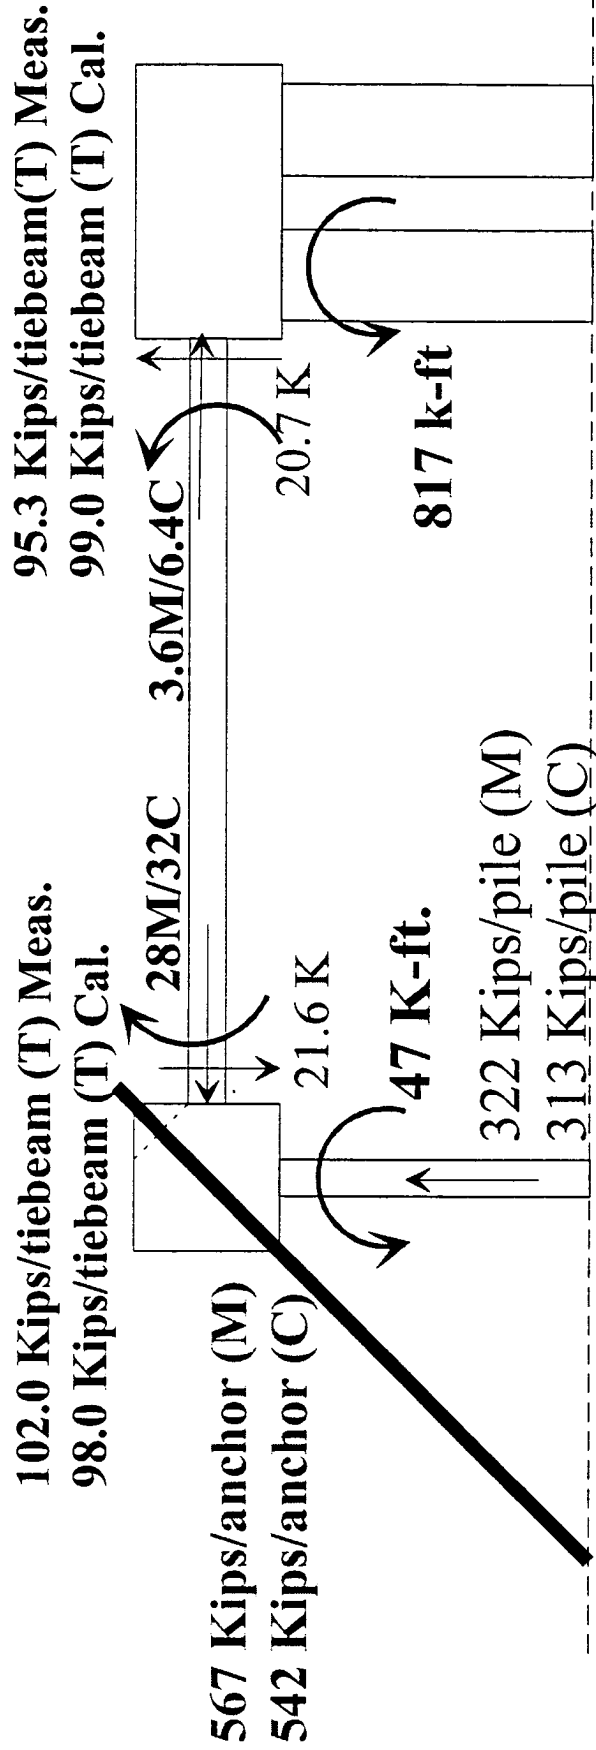 102.0 Kips/tiebeam (T) Meas.
98.0 Kips/tiebeam (T) Cal.
95.3 Kips/tiebeam(T) Meas.
99.0 Kips/tiebeam (T) Cal.
28M/32C
3.6M/6.4C
567 Kips/anchor (M)
542 Kips/anchor (C)
21.6 K
20.7 K
47 K-ft.
817 k-ft
322 Kips/pile (M)
313 Kips/pile (C)